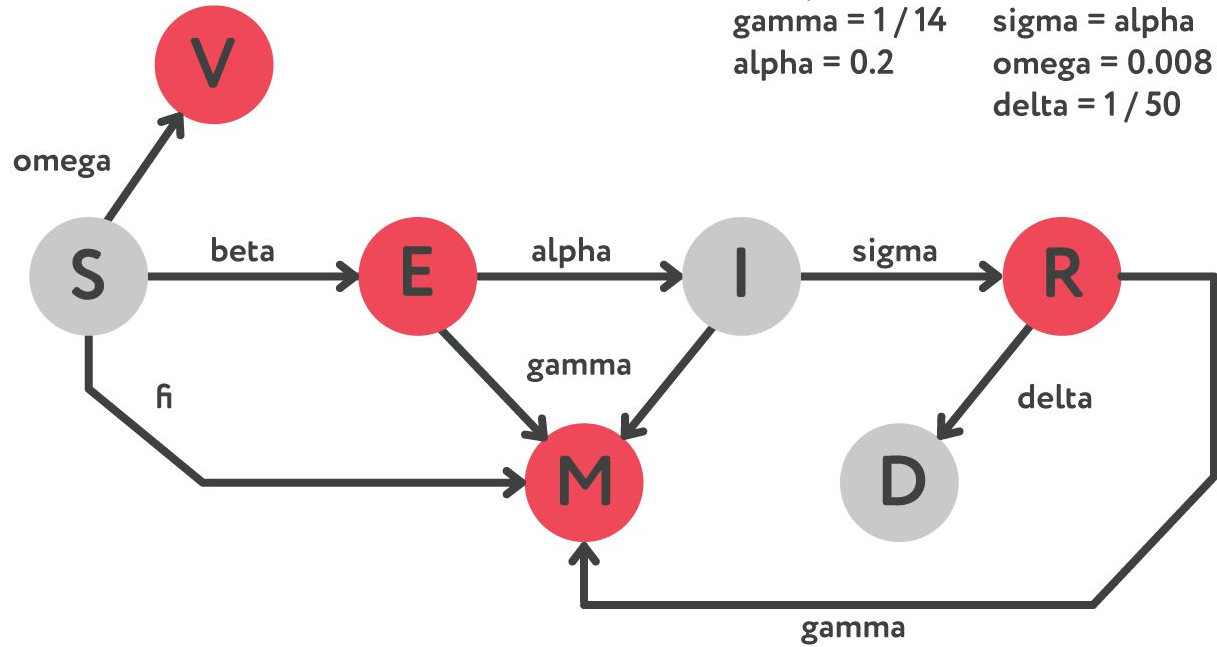 gamma = 1 / 14
sigma = alpha
alpha = 0.2
omega = 0.008
delta = 1 / 50
V
omega
S
beta
E
alpha
I
sigma
R
gamma
fi
delta
M
D
gamma